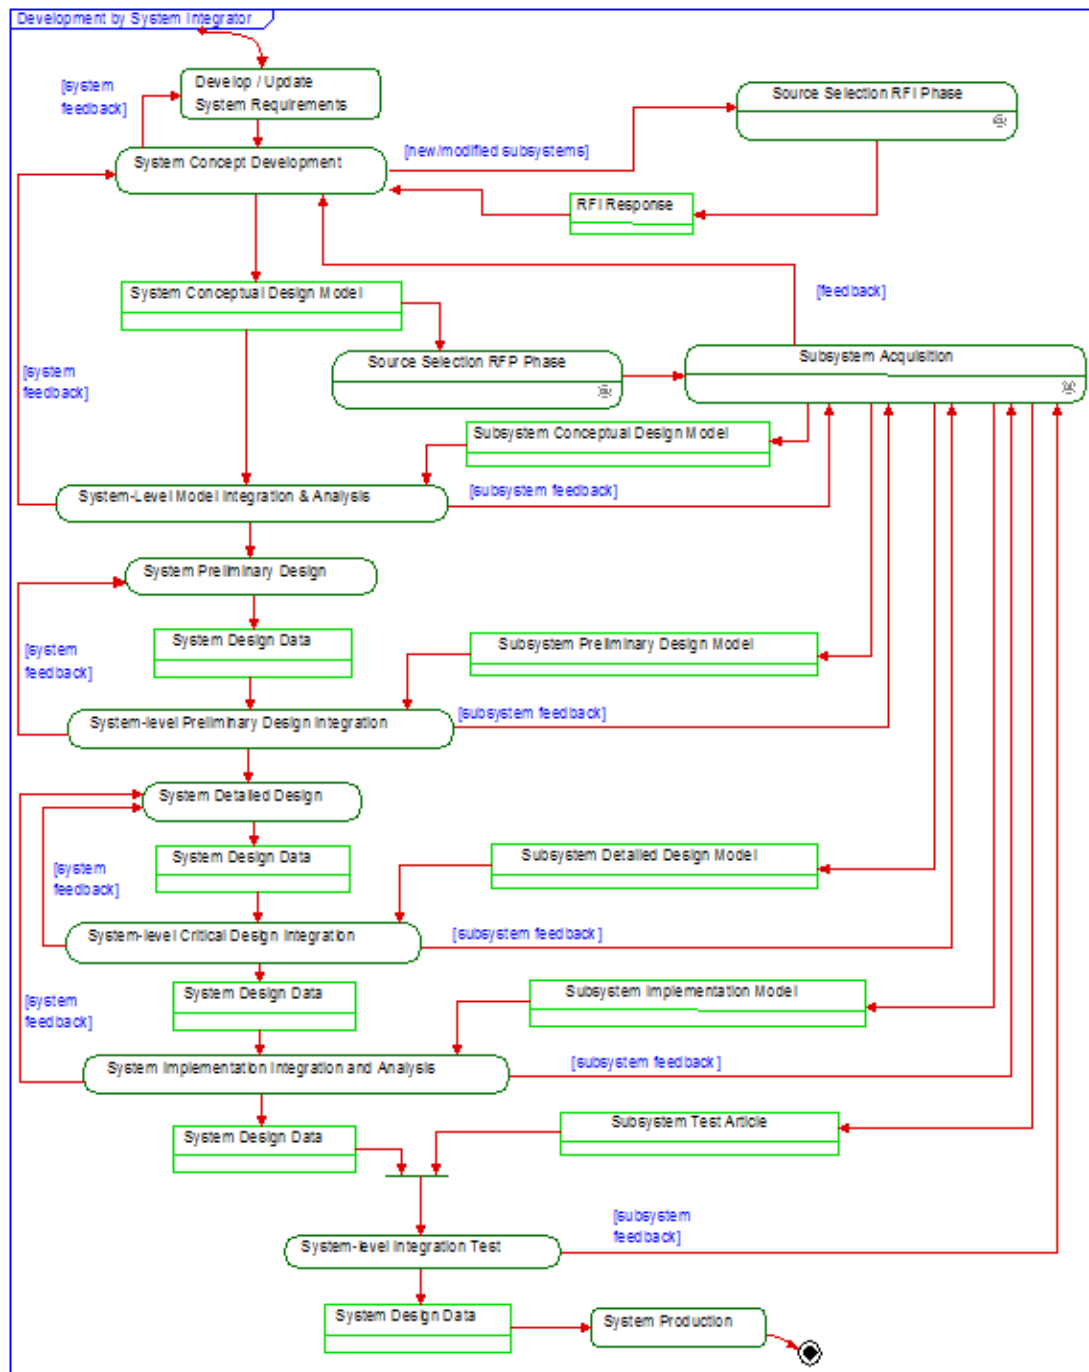 Development by System Integrator
[system
feedback]
Develop / Update
System Requirements
Source Selection RFI Phase
[new/modified subsystems]
System Concept Development
RFI Response
System Conceptual Design Model
[feedback]
Source Selection RFP Phase
Subsystem Acquisition
[system
feedback]
Subsystem Conceptual Design Model
System-Level Model Integration & Analysis
[subsystem feedback]
System Preliminary Design
System Design Data
Subsystem Preliminary Design Model
[system
feedback]
System-level Preliminary Design Integration
[subsystem feedback]
System Detailed Design
System Design Data
Subsystem Detailed Design Model
[system
feedback]
System-level Critical Design Integration
[subsystem feedback]
System Design Data
Subsystem Implementation Model
[system
feedback]
System Implementation Integration and Analysis
[subsystem feedback]
System Design Data
Subsystem Test Article
[subsystem
feedback]
System-level Integration Test
System Design Data
System Production